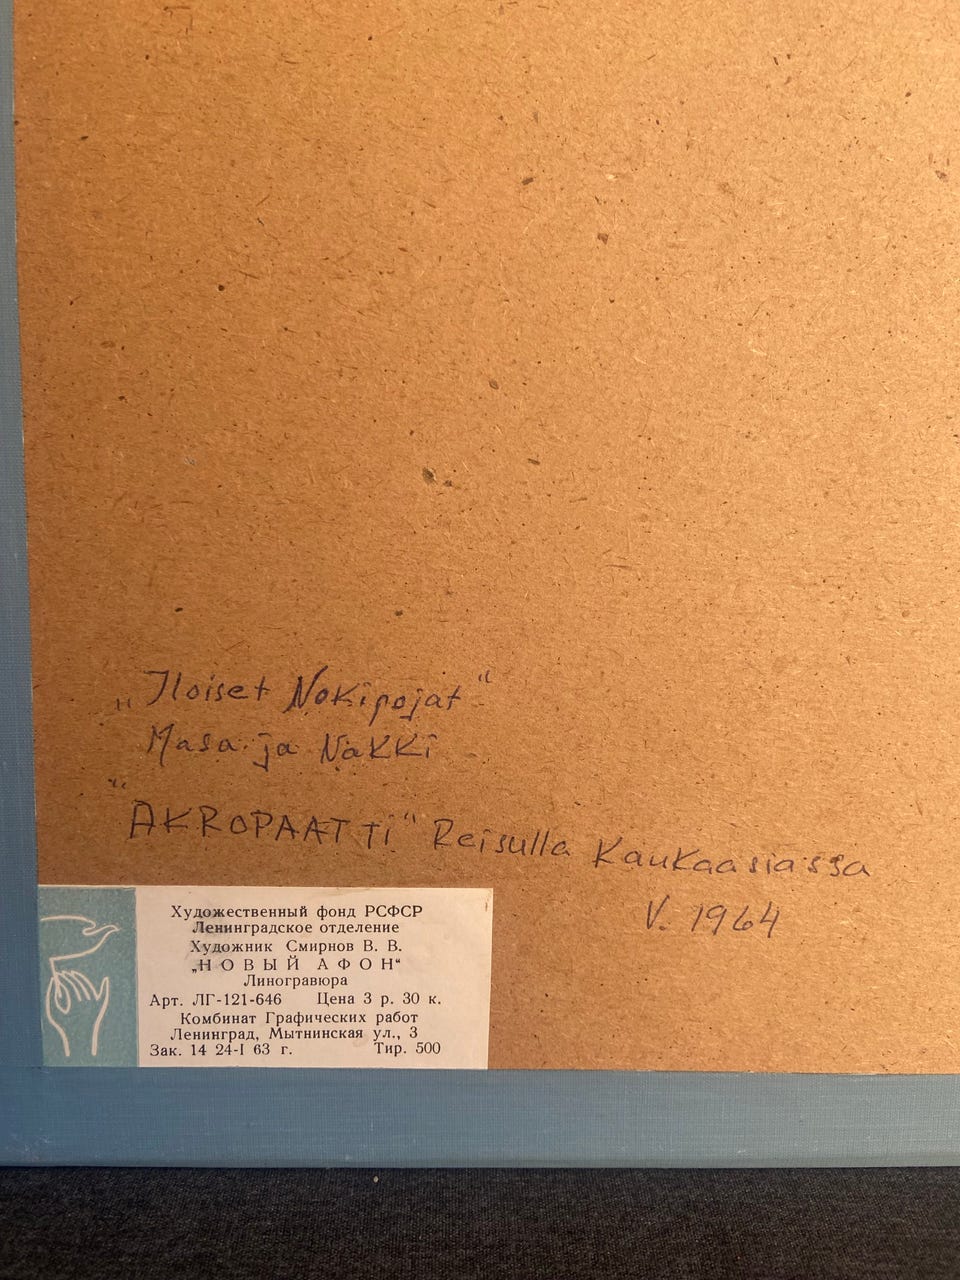 „Iloiset Nokipojat“
Masa ja Nakki
"AKROPAATTI" Reisulla Kaukaasiassa
V. 1964
Художественный фонд РСФСР
Ленинградское отделение
Художник Смирнов В. В.
„НОВЫЙ АФОН“
Линогравюра
Арт. ЛГ-121-646 Цена 3 р. 30 к.
Комбинат Графических работ
Ленинград, Мытнинская ул., 3
Зак. 14 24-I 63 г. Тир. 500